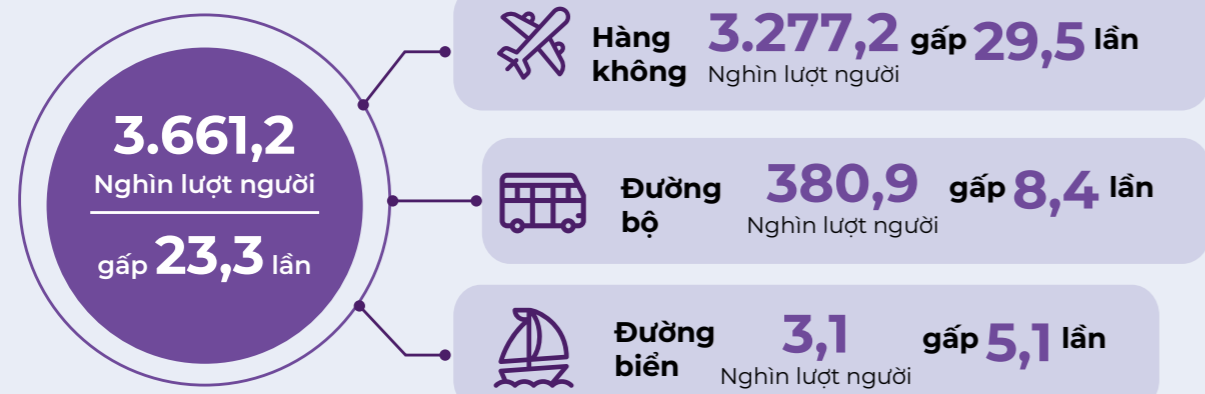 3.661,2
Nghìn lượt người
gấp 23,3 lần
Hàng không 3.277,2 gấp 29,5 lần
Nghìn lượt người
Đường bộ 380,9 gấp 8,4 lần
Nghìn lượt người
Đường biển 3,1 gấp 5,1 lần
Nghìn lượt người